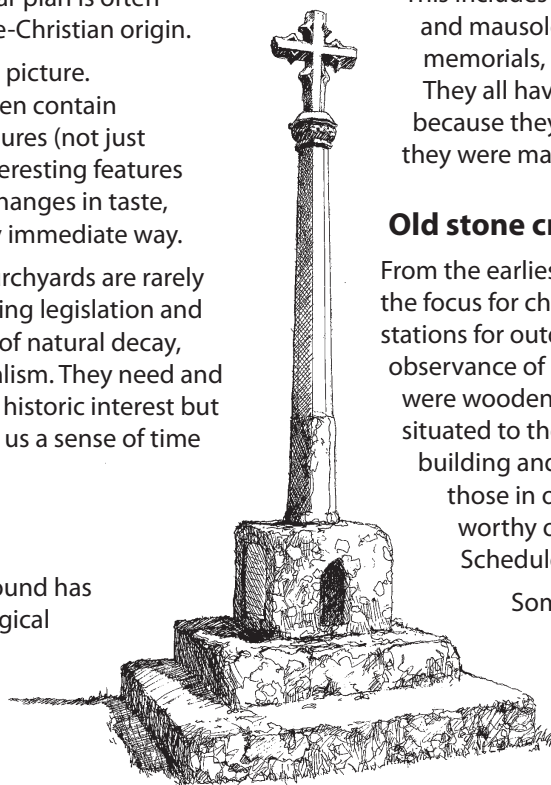 ar plan is often
e-Christian origin.
picture.
en contain
ures (not just
eresting features
hanges in taste,
y immediate way.
urchyards are rarely
ing legislation and
of natural decay,
alism. They need and
historic interest but
us a sense of time
ound has
gical
This includes
and mausol
memorials,
They all hav
because they
they were ma
Old stone cr
From the earlies
the focus for ch
stations for outd
observance of
were wooden
situated to th
building and
those in c
worthy o
Schedul
Som